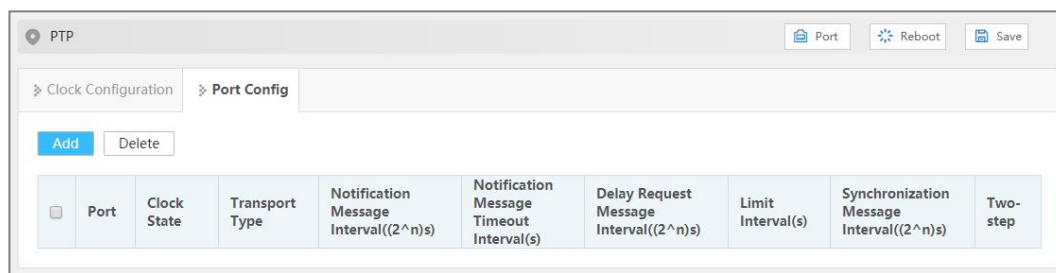 PTP
Port
Reboot
Save
Clock Configuration
Port Config
Add
Delete
Port
Clock
State
Transport
Type
Notification
Message
Interval((2^n)s)
Notification
Message
Timeout
Interval(s)
Delay Request
Message
Interval((2^n)s)
Limit
Interval(s)
Synchronization
Message
Interval((2^n)s)
Two-
step